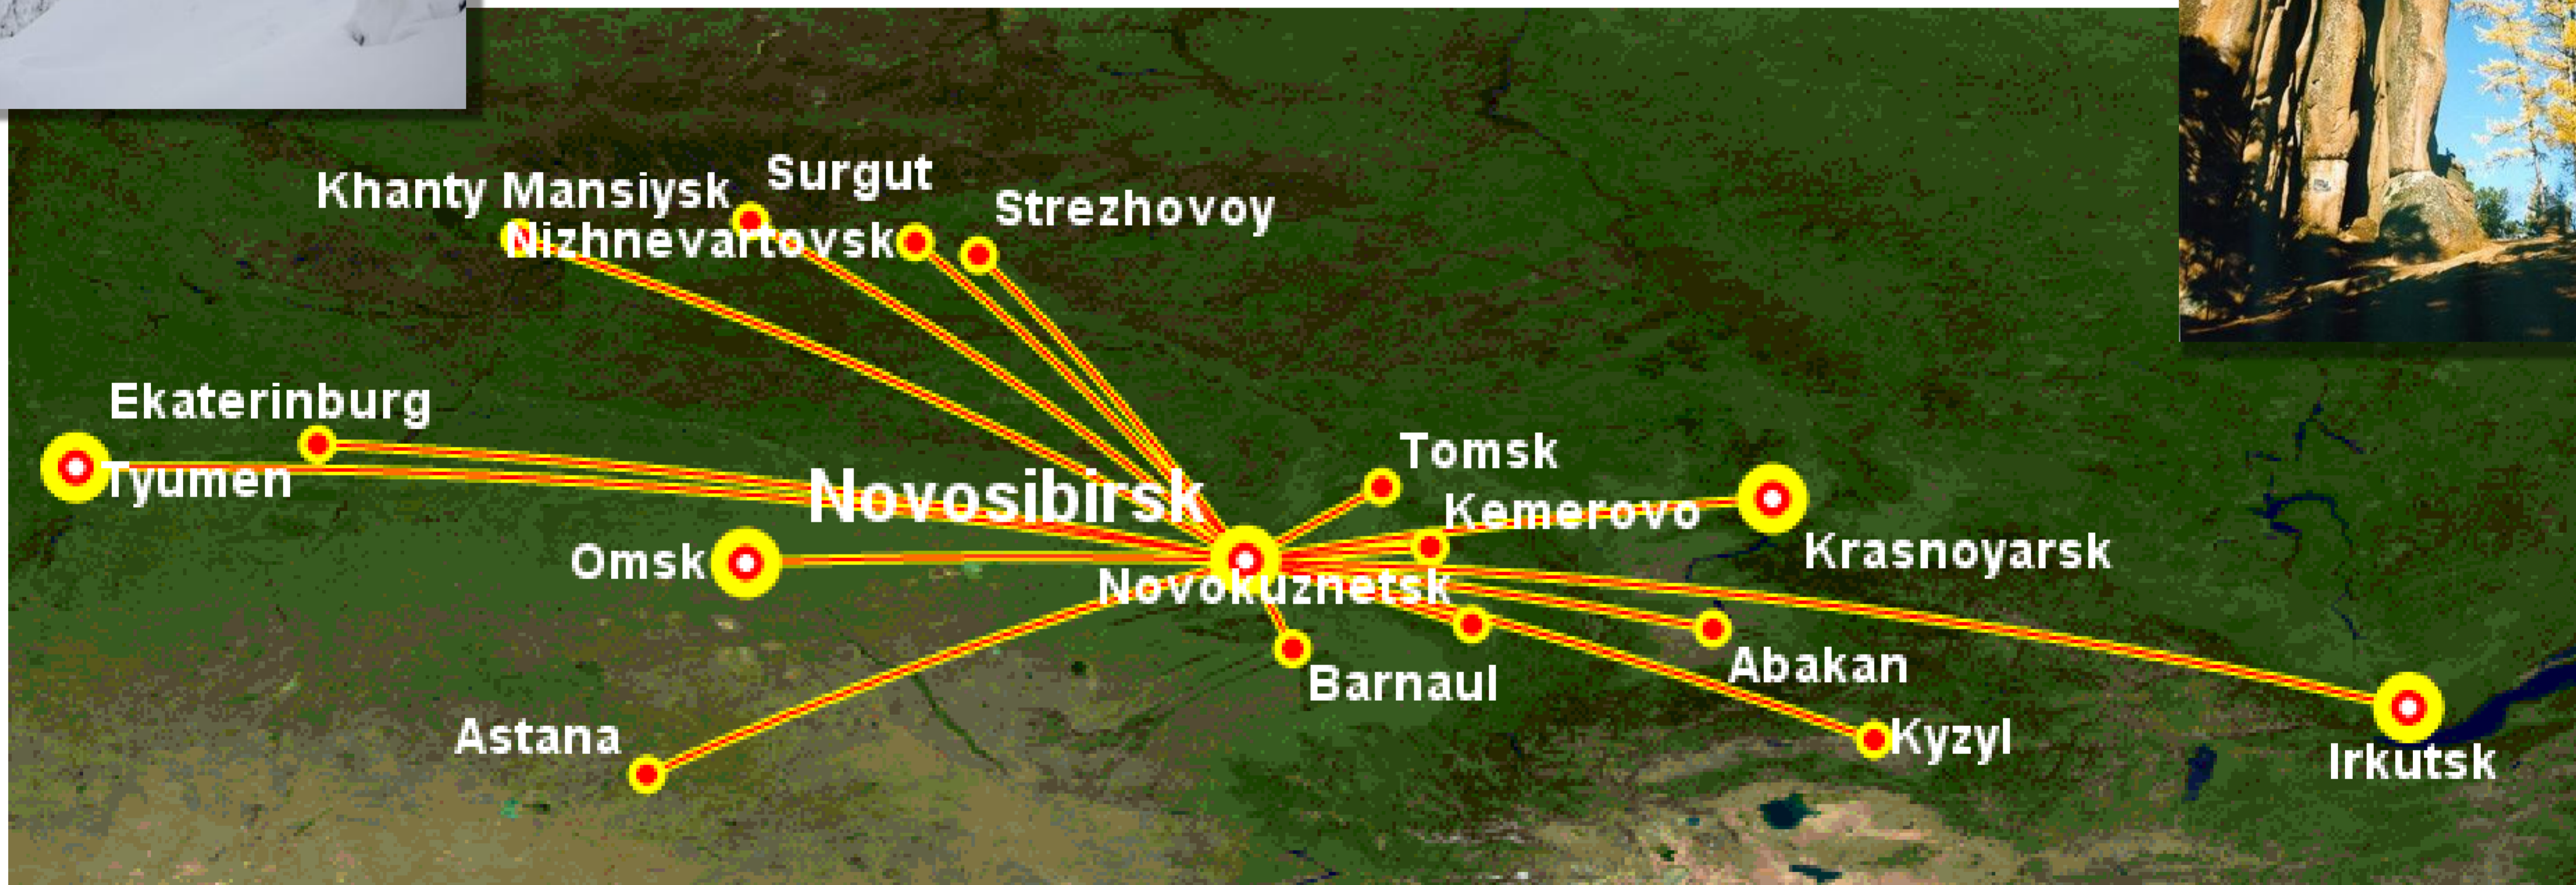 Surgut
Khanty Mansiysk
Strezhovoy
Nizhnevartovsk
Ekaterinburg
Tyumen
Tomsk
Novosibirsk
Kemerovo
Omsk
Krasnoyarsk
Novokuznetsk
Abakan
Barnaul
Astana
Kyzyl
Irkutsk